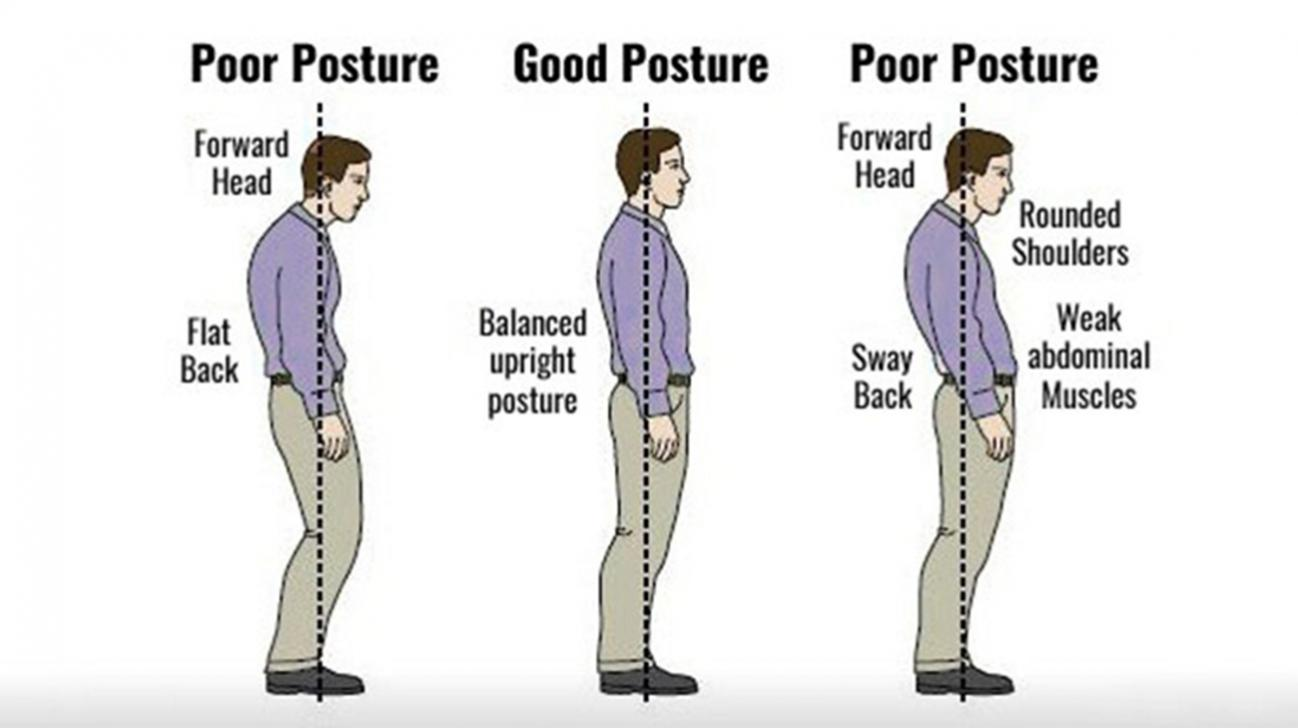 Poor Posture
Forward
Head
Flat
Back
Good Posture
Balanced
upright
posture
Poor Posture
Forward
Head
Rounded
Shoulders
Sway
Back
Weak
abdominal
Muscles